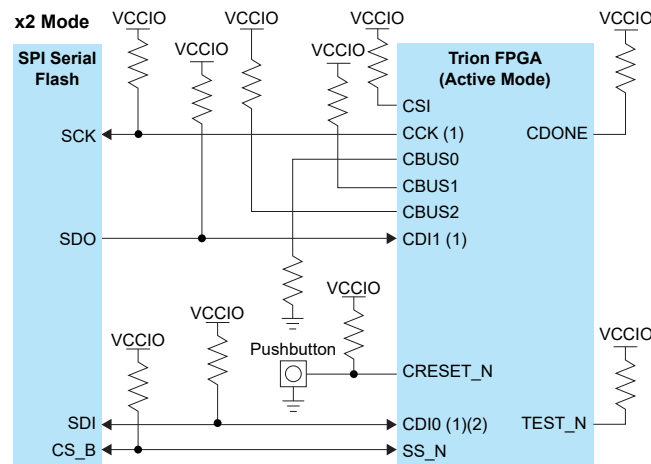 x2 Mode
VCCIO
VCCIO
VCCIO
VCCIO
VCCIO
VCCIO
SPI Serial
Flash
Trion FPGA
(Active Mode)
CSI
SCK
CCK (1)
CDONE
CBUS0
CBUS1
CBUS2
SDO
CDI1 (1)
VCCIO
VCCIO
VCCIO
VCCIO
Pushbutton
CRESET_N
SDI
CDI0 (1)(2)
TEST_N
CS_B
SS_N